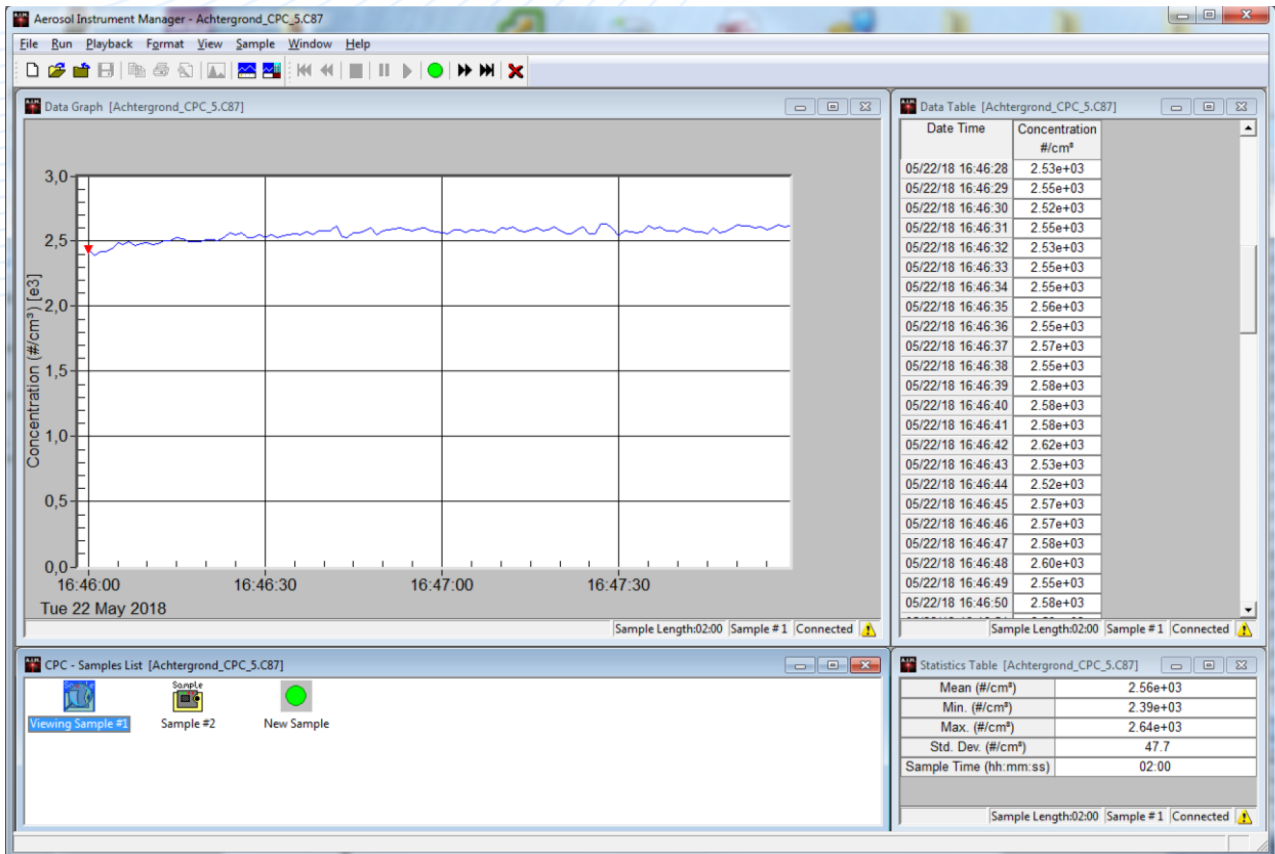 Aerosol Instrument Manager - Achtergrond_CPC_5.C87
File Run Playback Format View Sample Window Help
Data Graph [Achtergrond_CPC_5.C87]
3,0
2,5
2,0
1,5
1,0
0,5
0,0
Concentration (#/cm³) [e3]
16:46:00 16:46:30 16:47:00 16:47:30
Tue 22 May 2018
Sample Length:02:00 Sample # 1 Connected
Data Table [Achtergrond_CPC_5.C87]
Date Time Concentration
#/cm³
05/22/18 16:46:28 2.53e+03
05/22/18 16:46:29 2.55e+03
05/22/18 16:46:30 2.52e+03
05/22/18 16:46:31 2.55e+03
05/22/18 16:46:32 2.53e+03
05/22/18 16:46:33 2.55e+03
05/22/18 16:46:34 2.55e+03
05/22/18 16:46:35 2.56e+03
05/22/18 16:46:36 2.55e+03
05/22/18 16:46:37 2.57e+03
05/22/18 16:46:38 2.55e+03
05/22/18 16:46:39 2.58e+03
05/22/18 16:46:40 2.58e+03
05/22/18 16:46:41 2.58e+03
05/22/18 16:46:42 2.62e+03
05/22/18 16:46:43 2.53e+03
05/22/18 16:46:44 2.52e+03
05/22/18 16:46:45 2.57e+03
05/22/18 16:46:46 2.57e+03
05/22/18 16:46:47 2.58e+03
05/22/18 16:46:48 2.60e+03
05/22/18 16:46:49 2.55e+03
05/22/18 16:46:50 2.58e+03
Sample Length:02:00 Sample # 1 Connected
CPC - Samples List [Achtergrond_CPC_5.C87]
Sample
Viewing Sample #1 Sample #2 New Sample
Statistics Table [Achtergrond_CPC_5.C87]
Mean (#/cm³) 2.56e+03
Min. (#/cm³) 2.39e+03
Max. (#/cm³) 2.64e+03
Std. Dev. (#/cm³) 47.7
Sample Time (hh:mm:ss) 02:00
Sample Length:02:00 Sample # 1 Connected